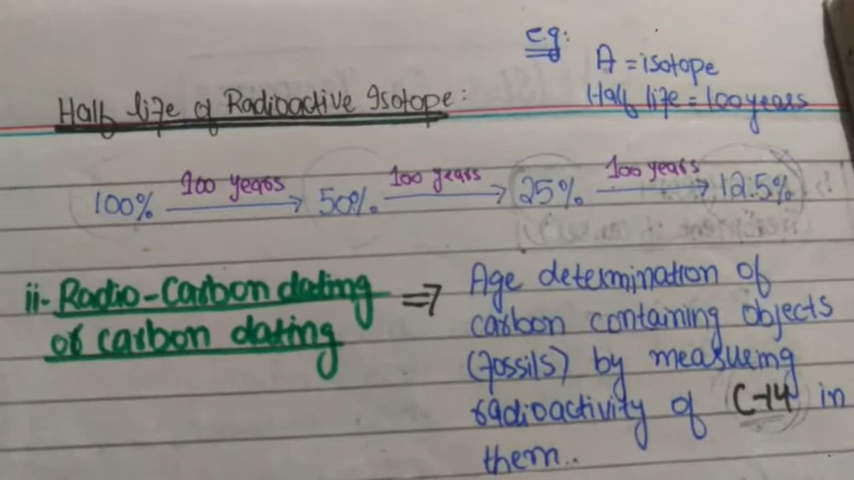 e.g:
A = isotope
Half life = 100 years
Half life of Radioactive Isotope:
100% 100 years → 50% 100 years → 25% 100 years → 12.5%
ii- Radio-Carbon dating
or carbon dating
⇒ Age determination of
carbon containing objects
(fossils) by measureing
radioactivity of C-14 in
them..